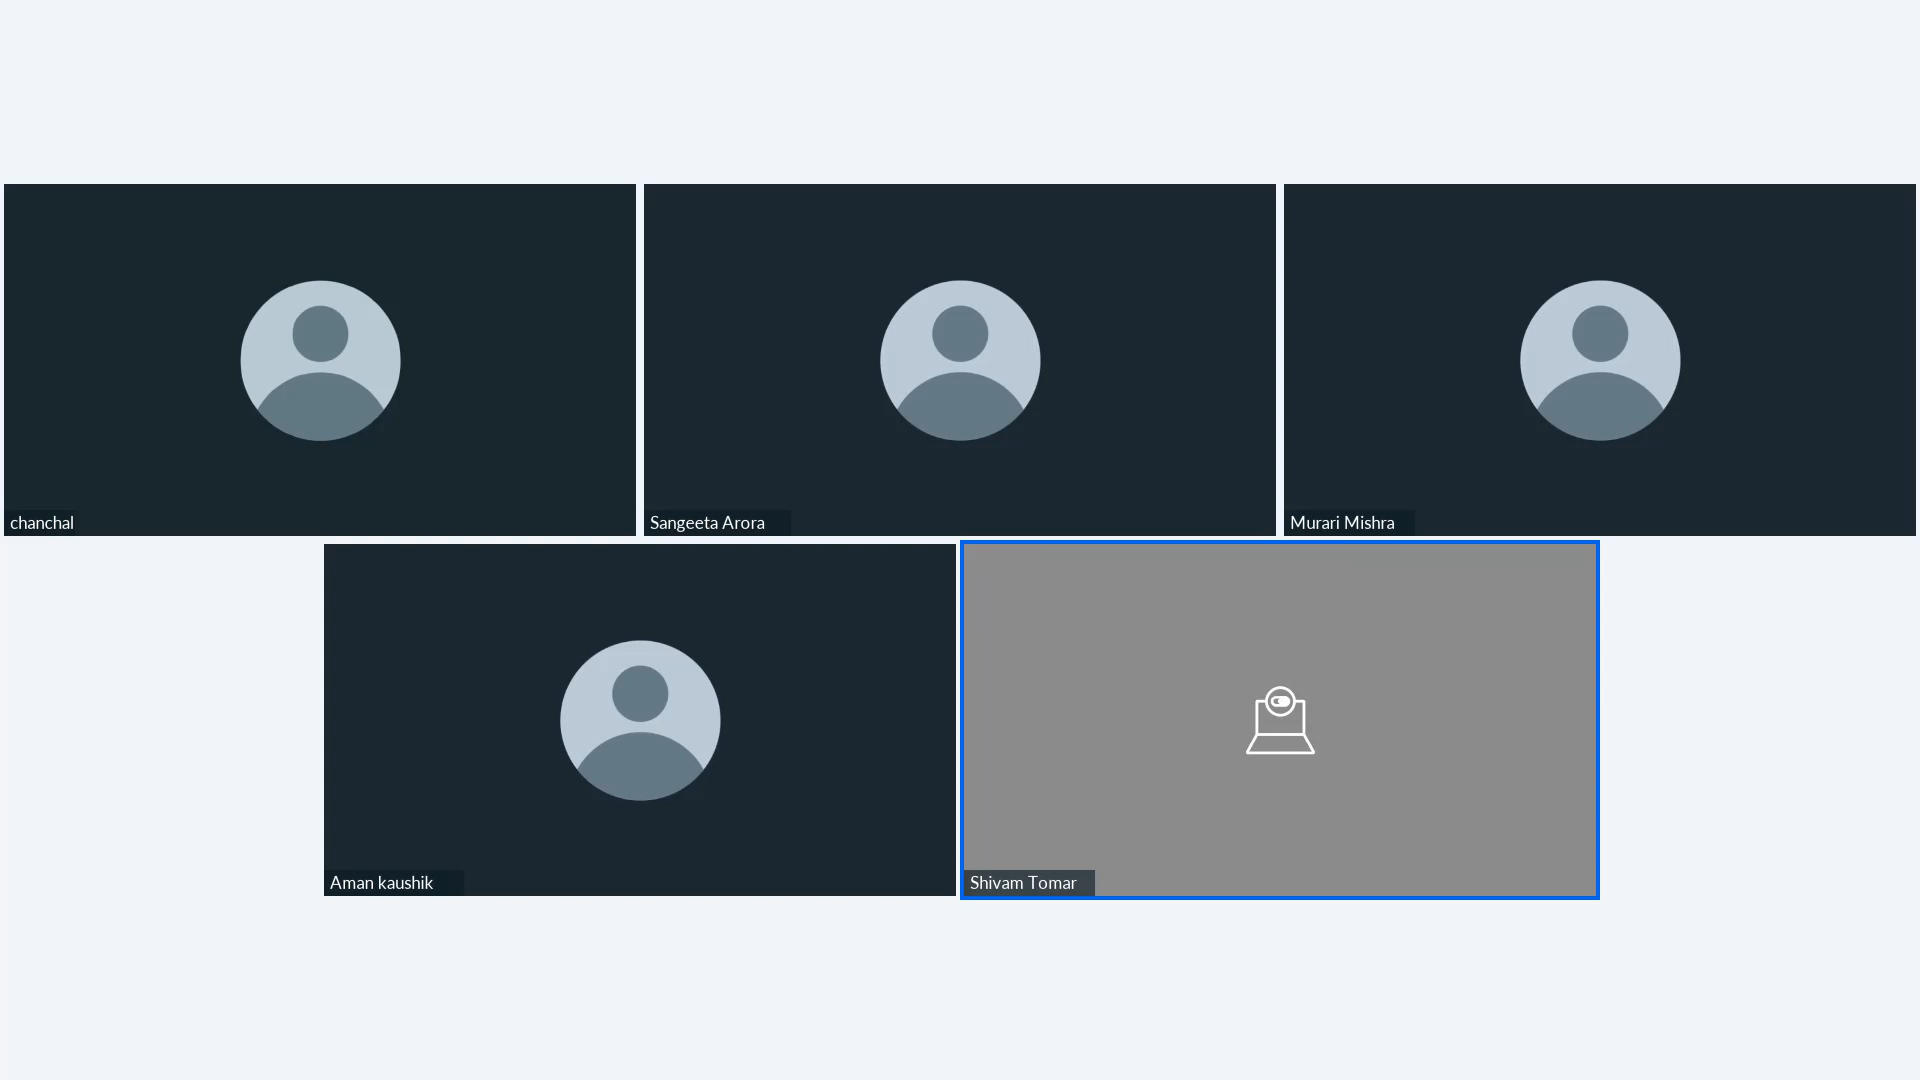 chanchal
Sangeeta Arora
Murari Mishra
Aman kaushik
Shivam Tomar